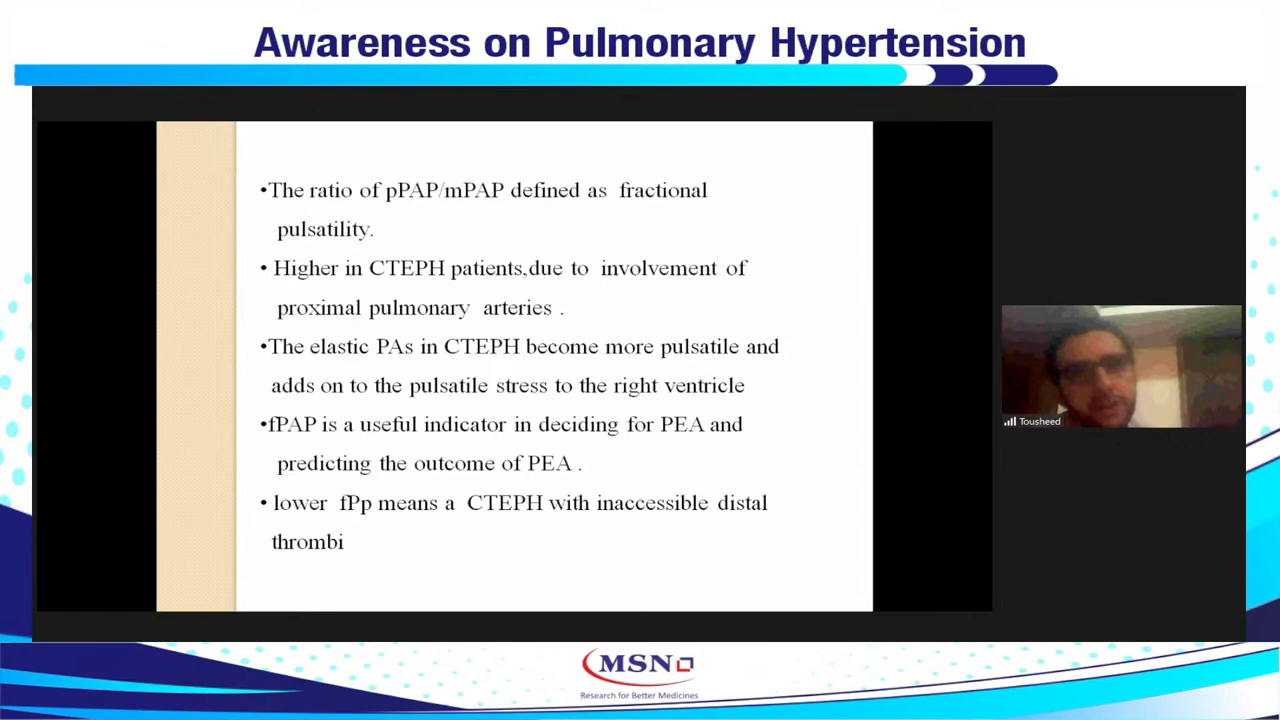 Awareness on Pulmonary Hypertension
•The ratio of pPAP/mPAP defined as fractional
pulsatility.
• Higher in CTEPH patients,due to involvement of
proximal pulmonary arteries .
•The elastic PAs in CTEPH become more pulsatile and
adds on to the pulsatile stress to the right ventricle
•fPAP is a useful indicator in deciding for PEA and
predicting the outcome of PEA .
• lower fPp means a CTEPH with inaccessible distal
thrombi
Tousheed
MSN
Research for Better Medicines